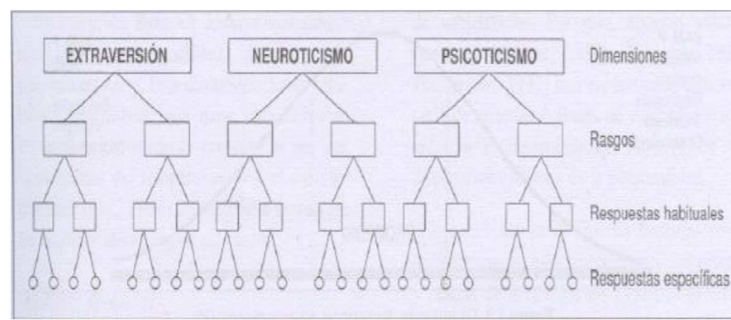 EXTRAVERSIÓN NEUROTICISMO PSICOTICISMO Dimensiones
Rasgos
Respuestas habituales
Respuestas específicas